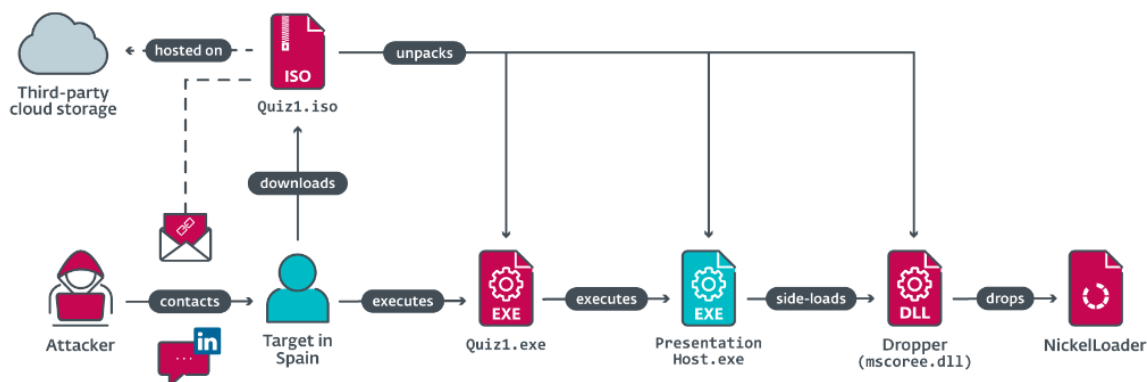 hosted on
ISO
unpacks
Third-party
cloud storage
Quiz1.iso
downloads
contacts
executes
EXE
executes
EXE
side-loads
DLL
drops
Attacker
in
Target in
Spain
Quiz1.exe
Presentation
Host.exe
Dropper
(mscoree.dll)
NickelLoader